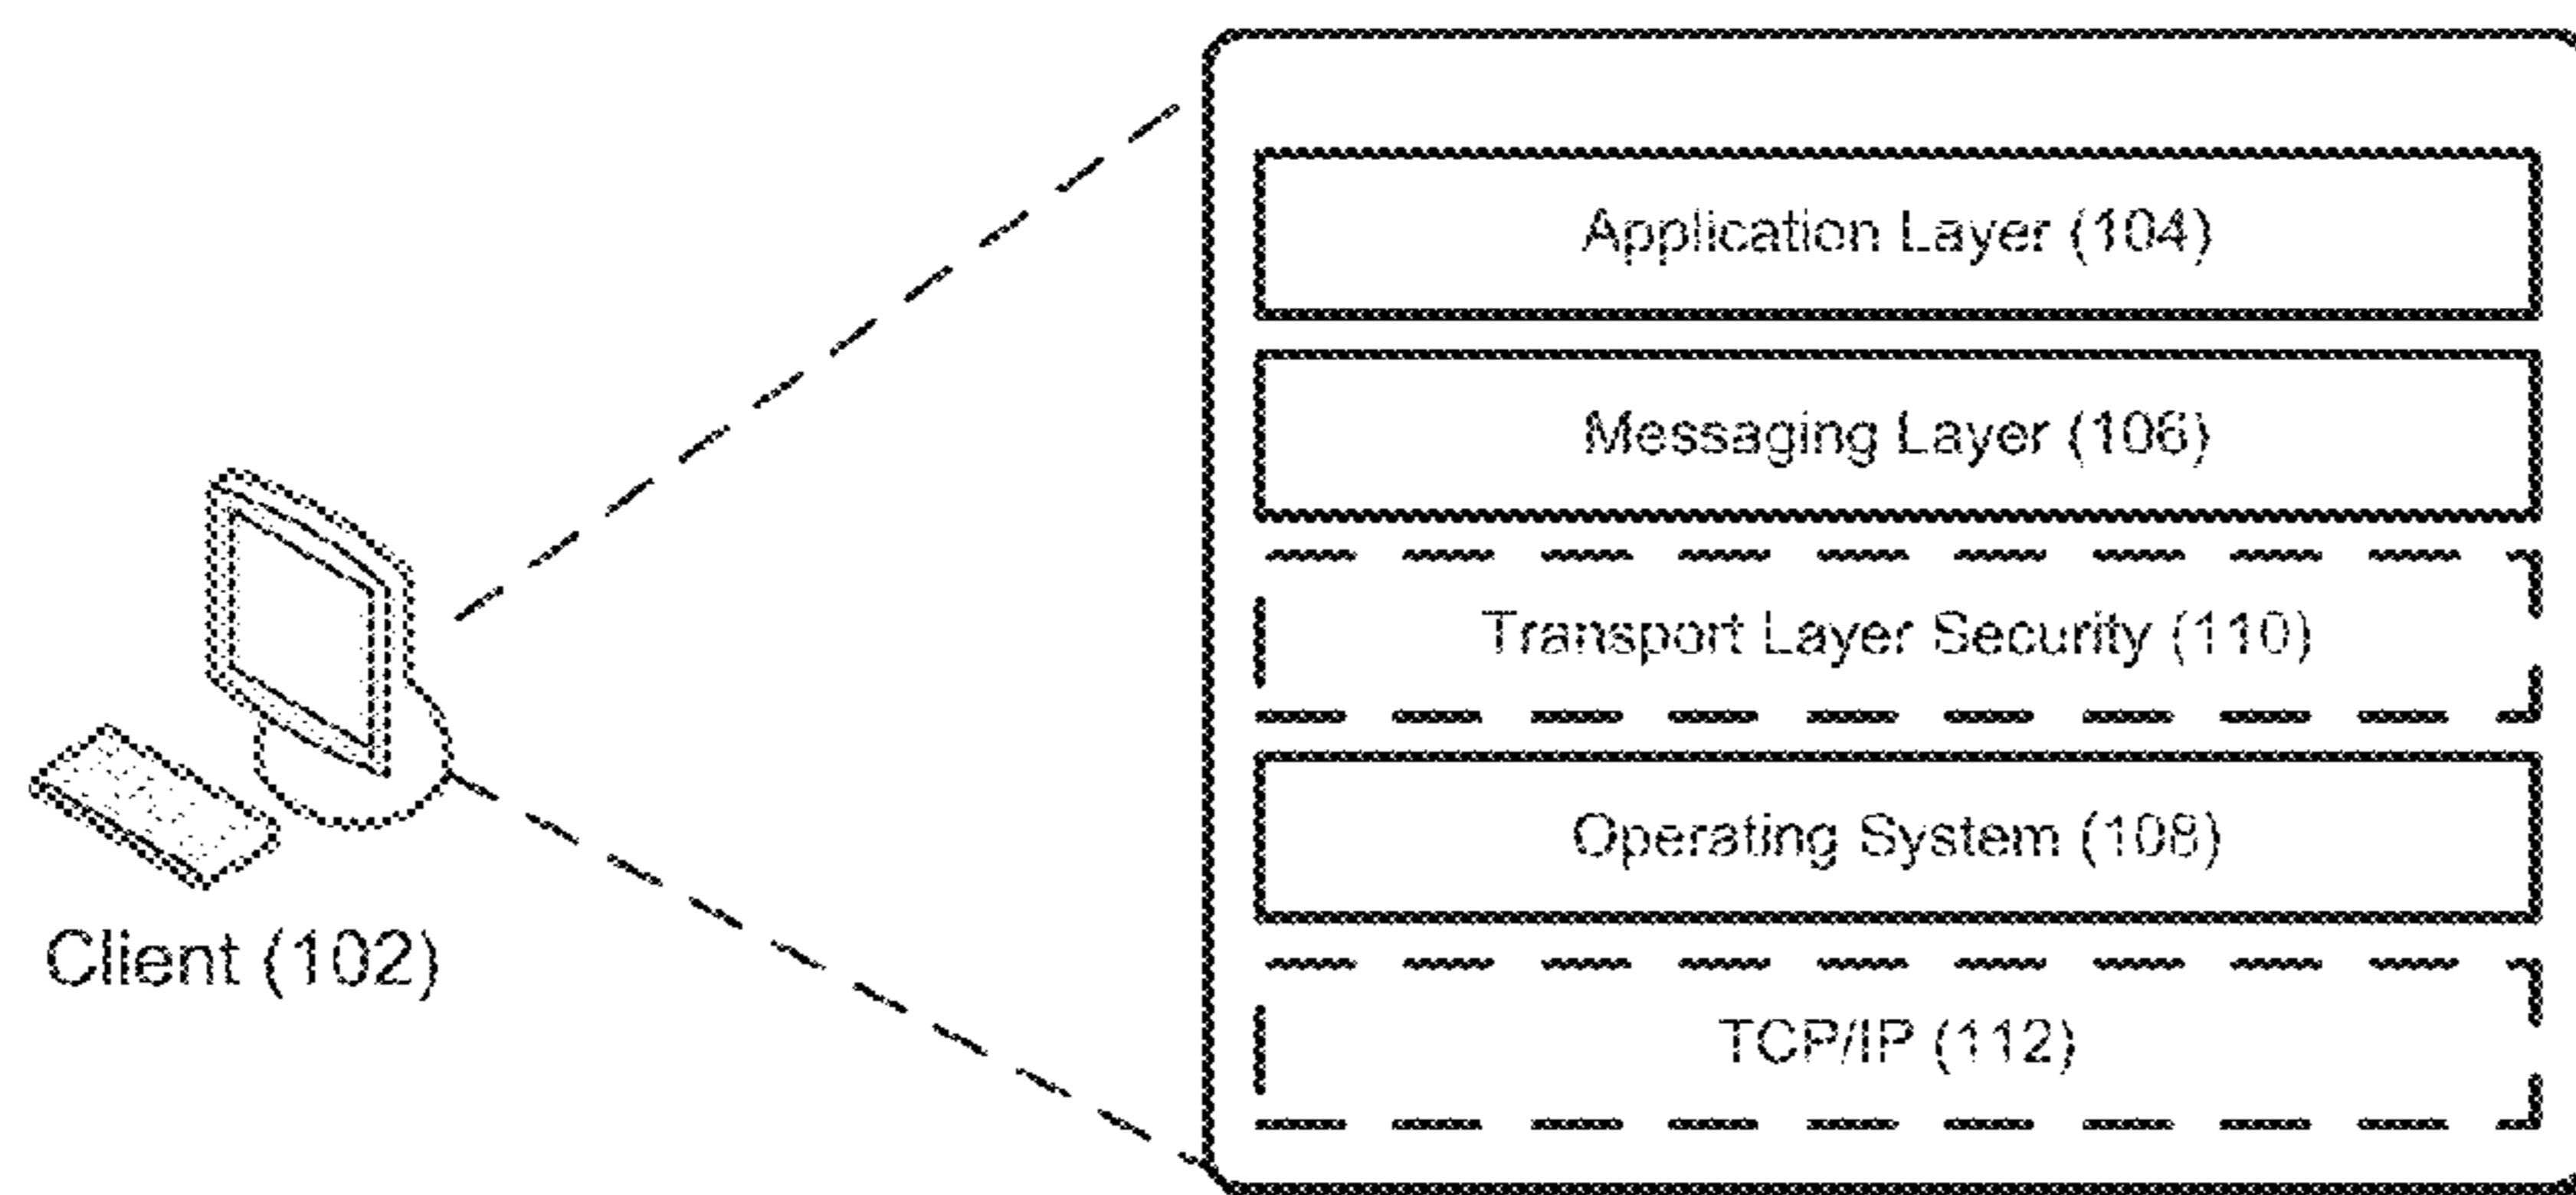 Application Layer (104)
Messaging Layer (106)
Transport Layer Security (110)
Operating System (108)
TCP/IP (112)
Client (102)